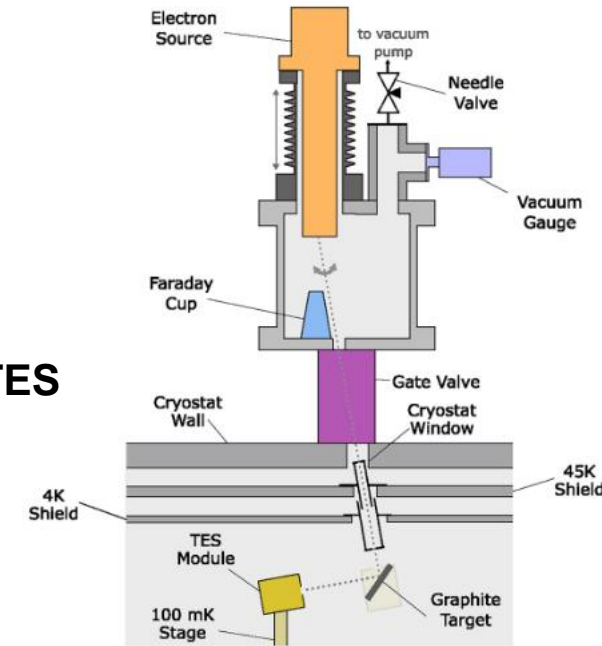 Electron
Source
to vacuum
pump
Needle
Valve
Vacuum
Gauge
Faraday
Cup
TES
Gate Valve
Cryostat
Wall
Cryostat
Window
4K
Shield
45K
Shield
TES
Module
Graphite
Target
100 mK
Stage